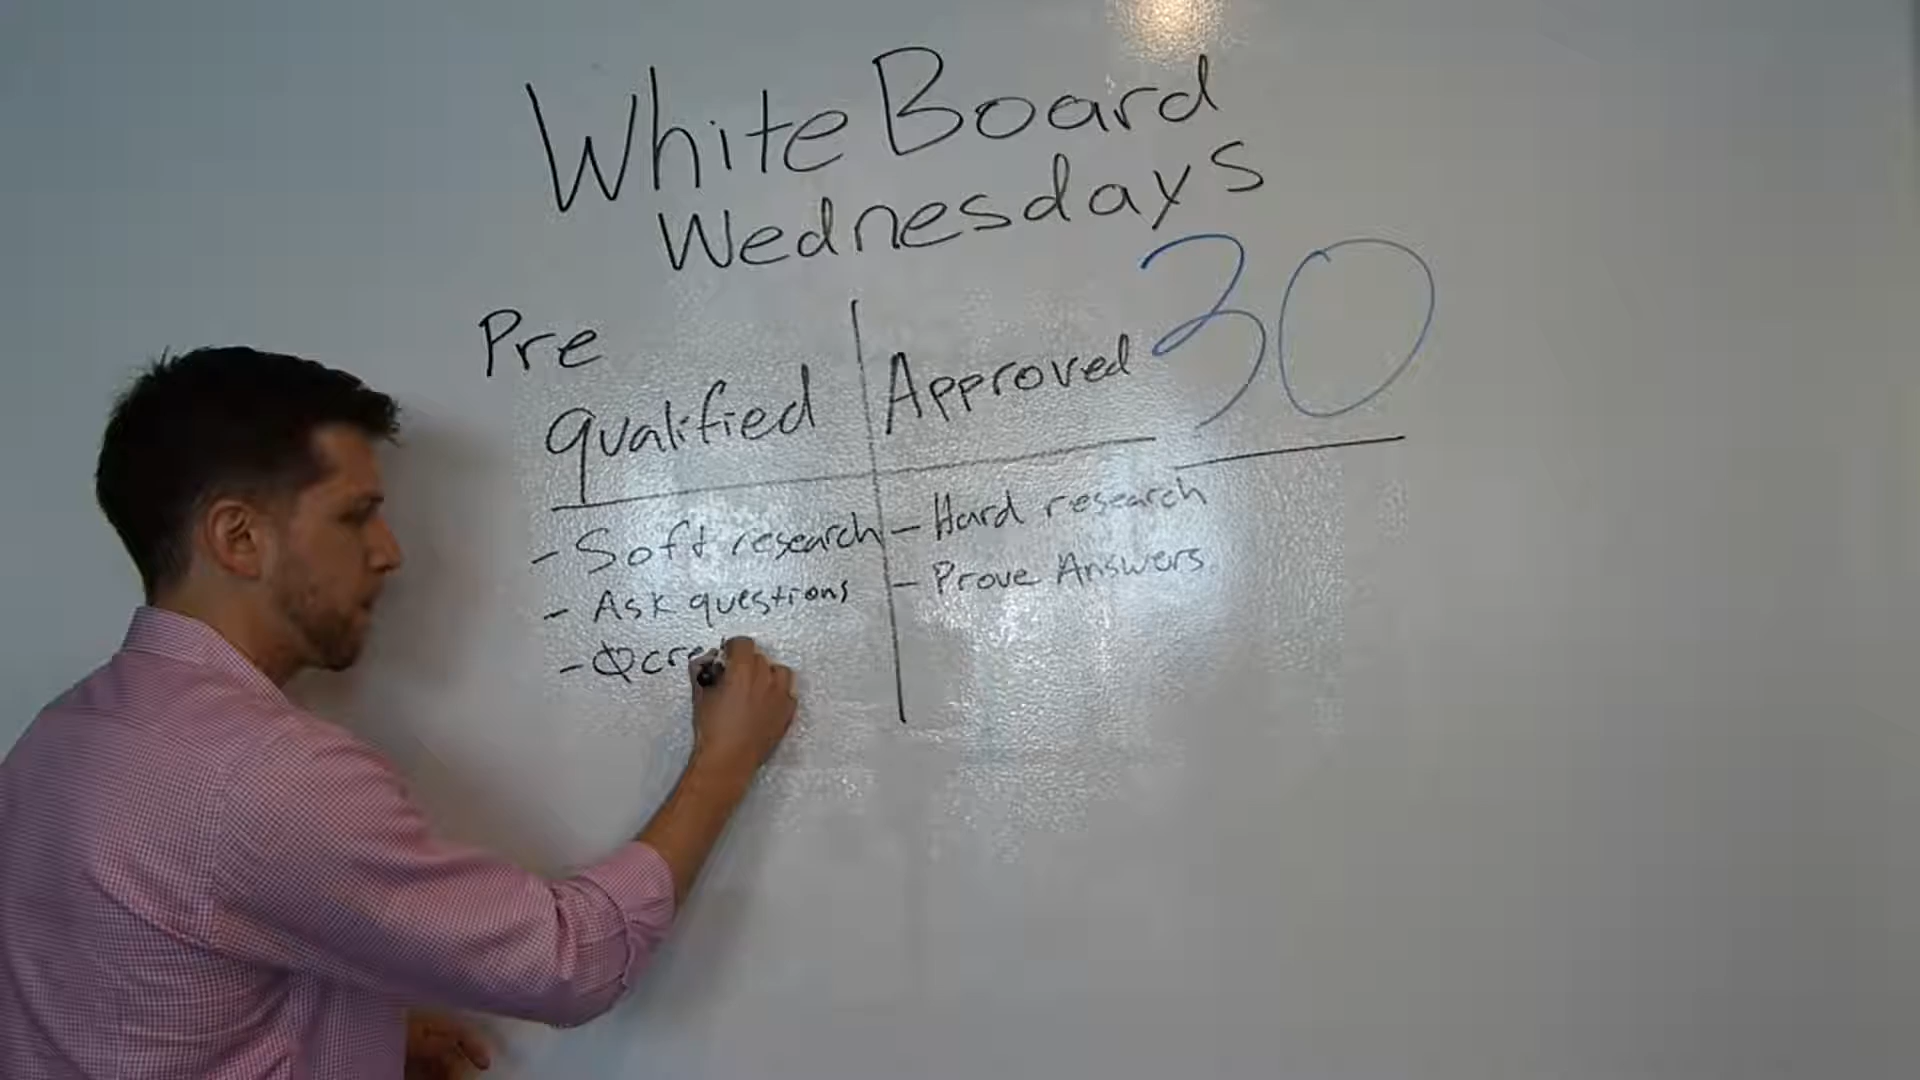 White Board
Wednesdays
30
Pre
qualified
Approved
- Soft research
- Ask questions
- Hard research
- Prove Answers